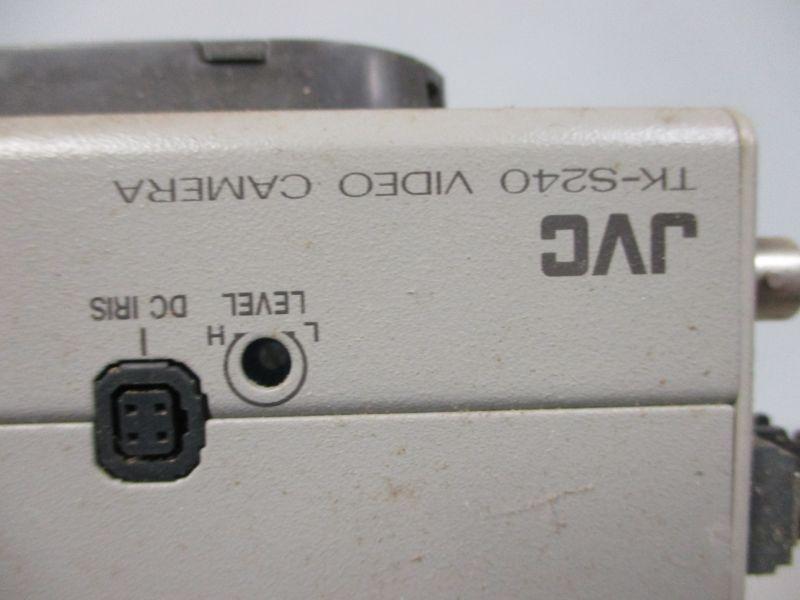 JVC
TK-S240 VIDEO CAMERA
L H
LEVEL
DC IRIS